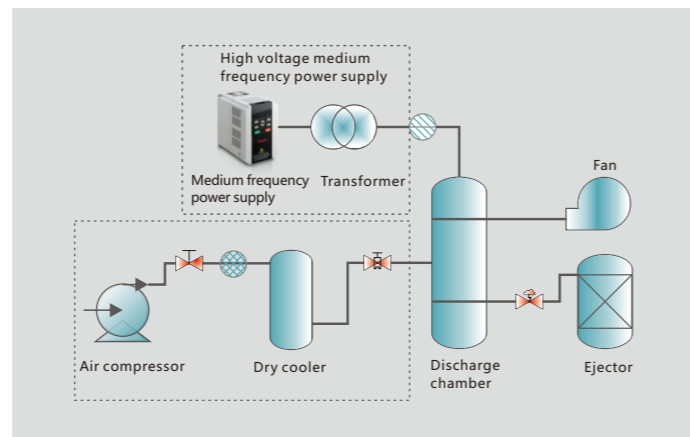 High voltage medium
frequency power supply
Medium frequency
power supply
Transformer
Fan
Air compressor
Dry cooler
Discharge
chamber
Ejector